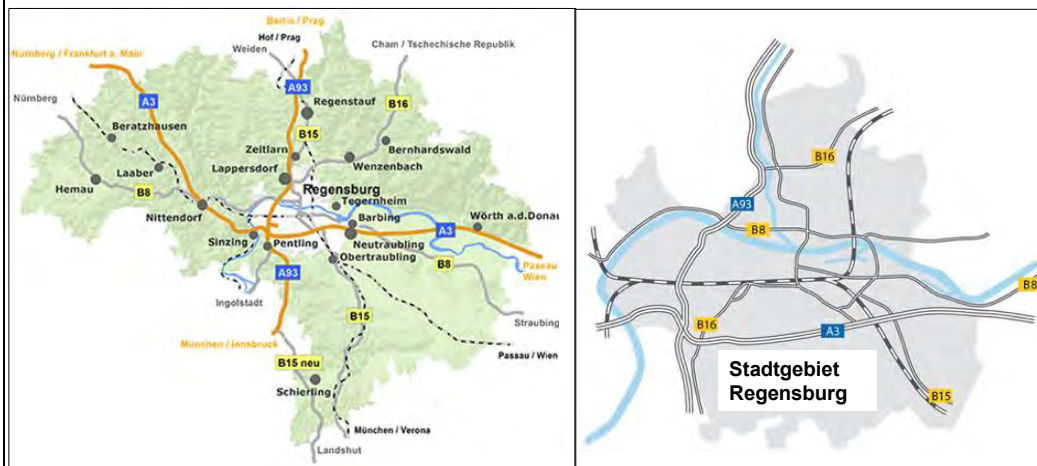 Berlin / Prag
Hof / Prag
Weiden
Cham / Tschechische Republik
Nürnberg / Frankfurt a. Main
A93
A3
Regenstauf
B16
Nürnberg
Beratzhausen
B15
Bernhardswald
Zeitlarn
Wenzenbach
Laaber
Lappersdorf
Hemau
B8
Regensburg
Tegernheim
Nittendorf
Barbing
Wörth a.d.Donau
A3
Sinzing
Pentling
Neutraubling
Obertraubling
B8
Passau
Wien
A93
Ingolstadt
B15
Straubing
München / Innsbruck
Passau / Wien
B15 neu
Schierling
München / Verona
Landshut
B16
A93
B8
B8
B16
A3
Stadtgebiet
Regensburg
B15